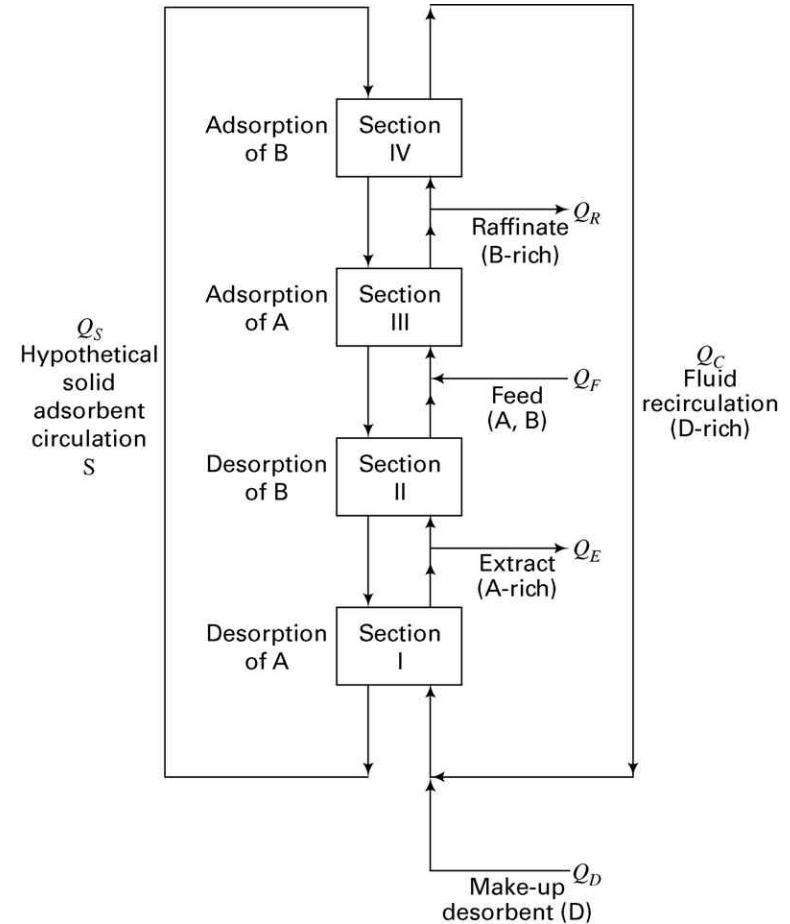 Adsorption
of B
Section
IV
Q_R
Raffinate
(B-rich)
Adsorption
of A
Section
III
Q_S
Hypothetical
solid
adsorbent
circulation
S
Q_F
Feed
(A, B)
Q_C
Fluid
recirculation
(D-rich)
Desorption
of B
Section
II
Q_E
Extract
(A-rich)
Desorption
of A
Section
I
Q_D
Make-up
desorbent (D)